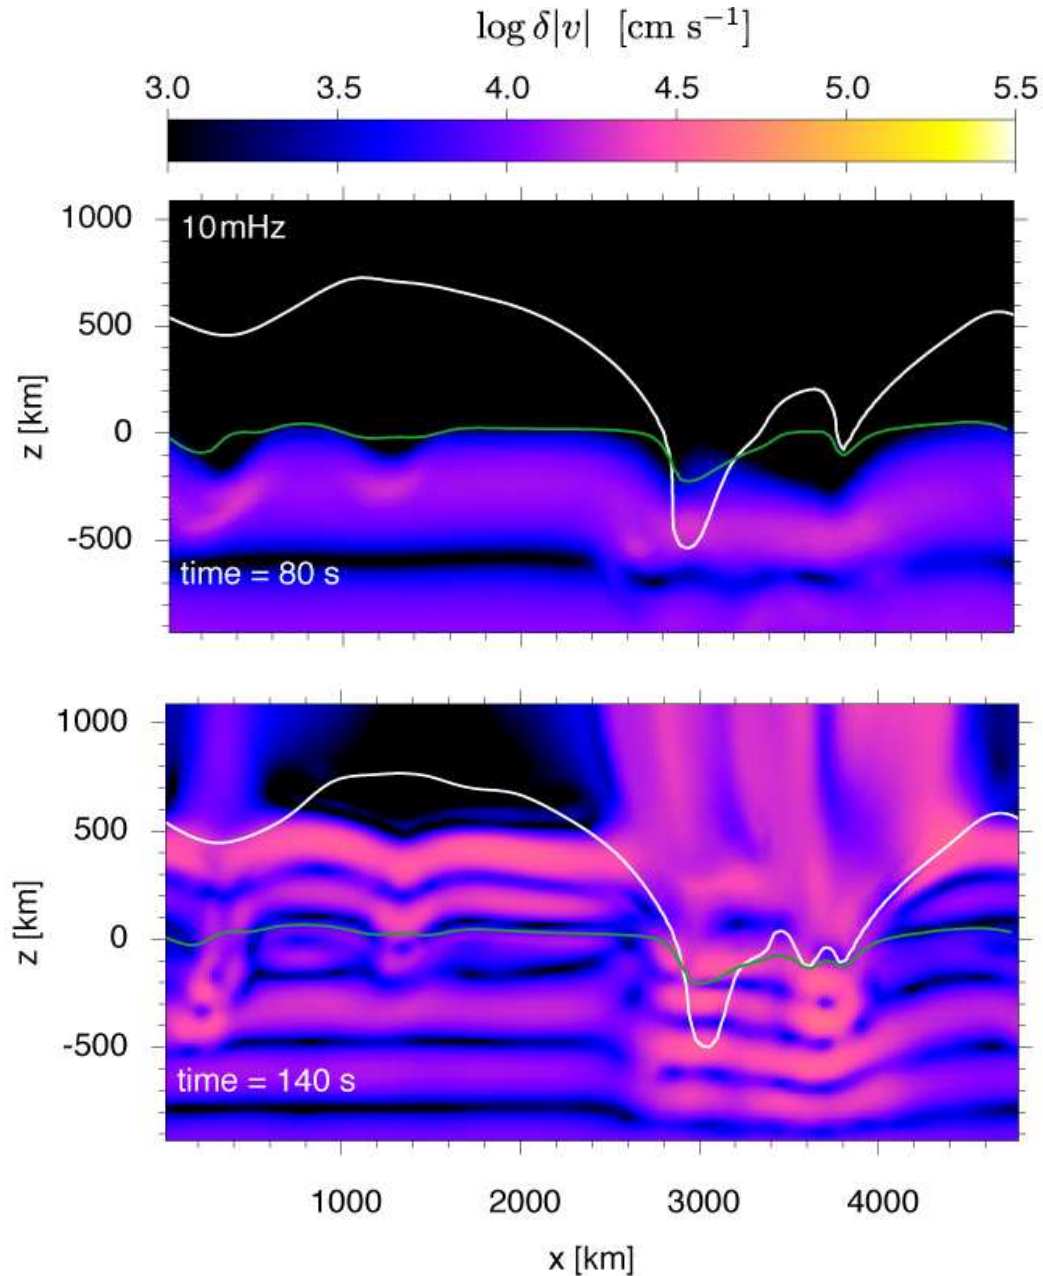 log δ|v| [cm s⁻¹]
3.0 3.5 4.0 4.5 5.0 5.5
10 mHz
1000
500
0
-500
z [km]
time = 80 s
1000
500
0
-500
z [km]
time = 140 s
1000 2000 3000 4000
x [km]